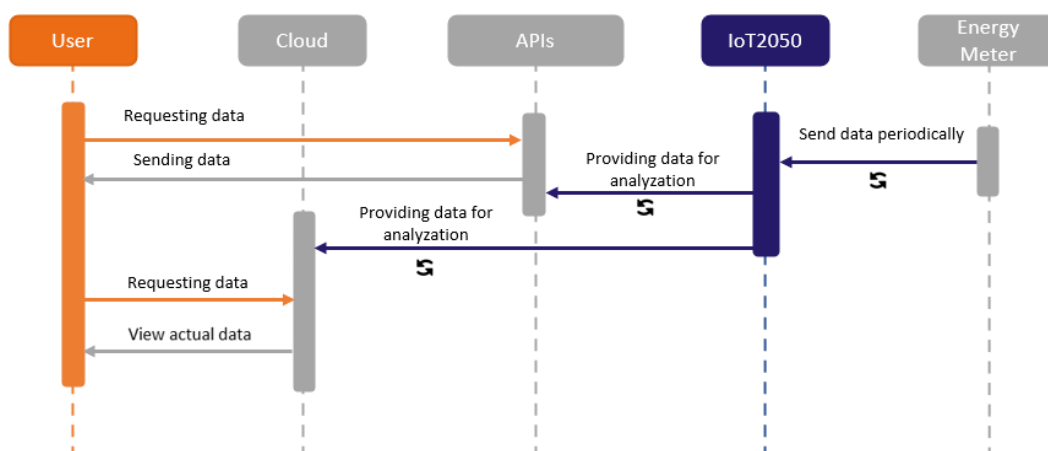 User
Cloud
APIs
IoT2050
Energy
Meter
Requesting data
Send data periodically
Sending data
Providing data for
analyzation
Providing data for
analyzation
Requesting data
View actual data